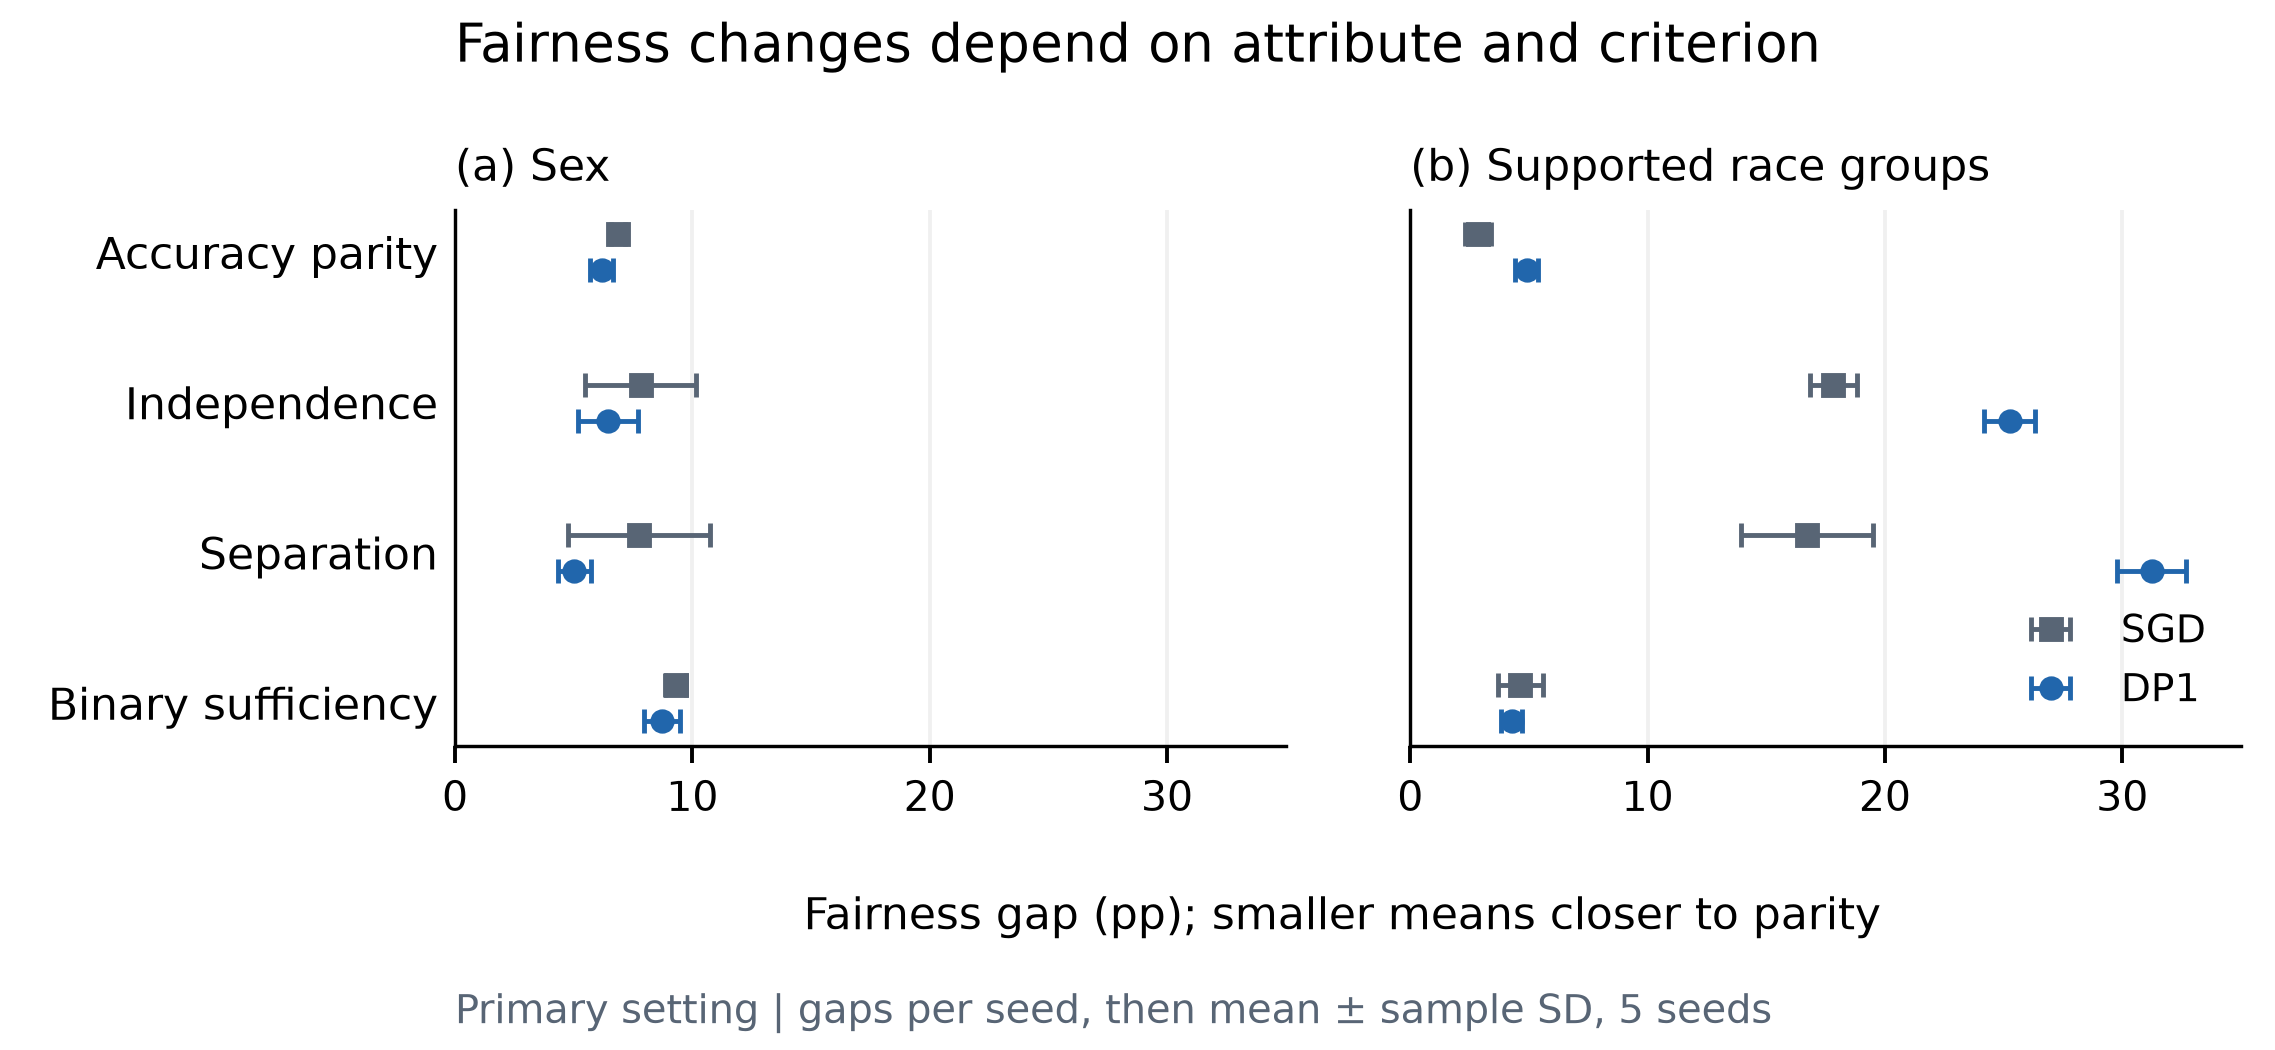 Fairness changes depend on attribute and criterion
(a) Sex
(b) Supported race groups
Accuracy parity
Independence
Separation
Binary sufficiency
SGD
DP1
0 10 20 30
0 10 20 30
Fairness gap (pp); smaller means closer to parity
Primary setting | gaps per seed, then mean ± sample SD, 5 seeds